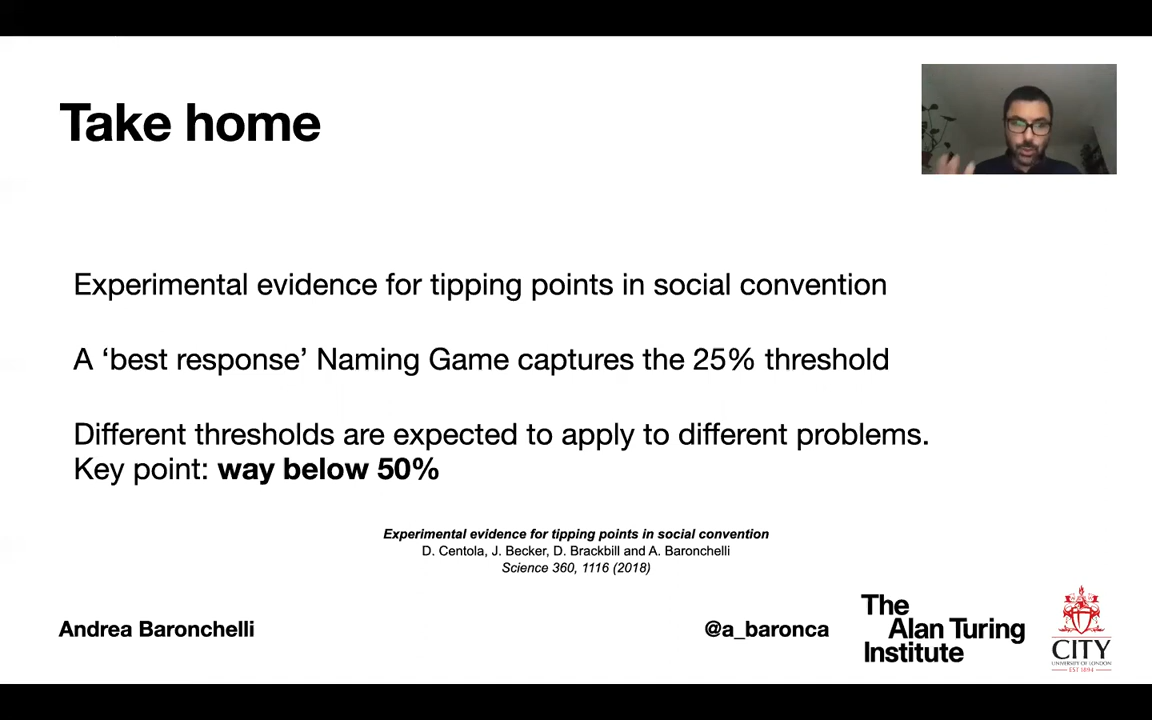 Take home
Experimental evidence for tipping points in social convention
A ‘best response’ Naming Game captures the 25% threshold
Different thresholds are expected to apply to different problems.
Key point: way below 50%
Experimental evidence for tipping points in social convention
D. Centola, J. Becker, D. Brackbill and A. Baronchelli
Science 360, 1116 (2018)
Andrea Baronchelli
@a_baronca
The
Alan Turing
Institute
CITY
UNIVERSITY OF LONDON
EST 1894